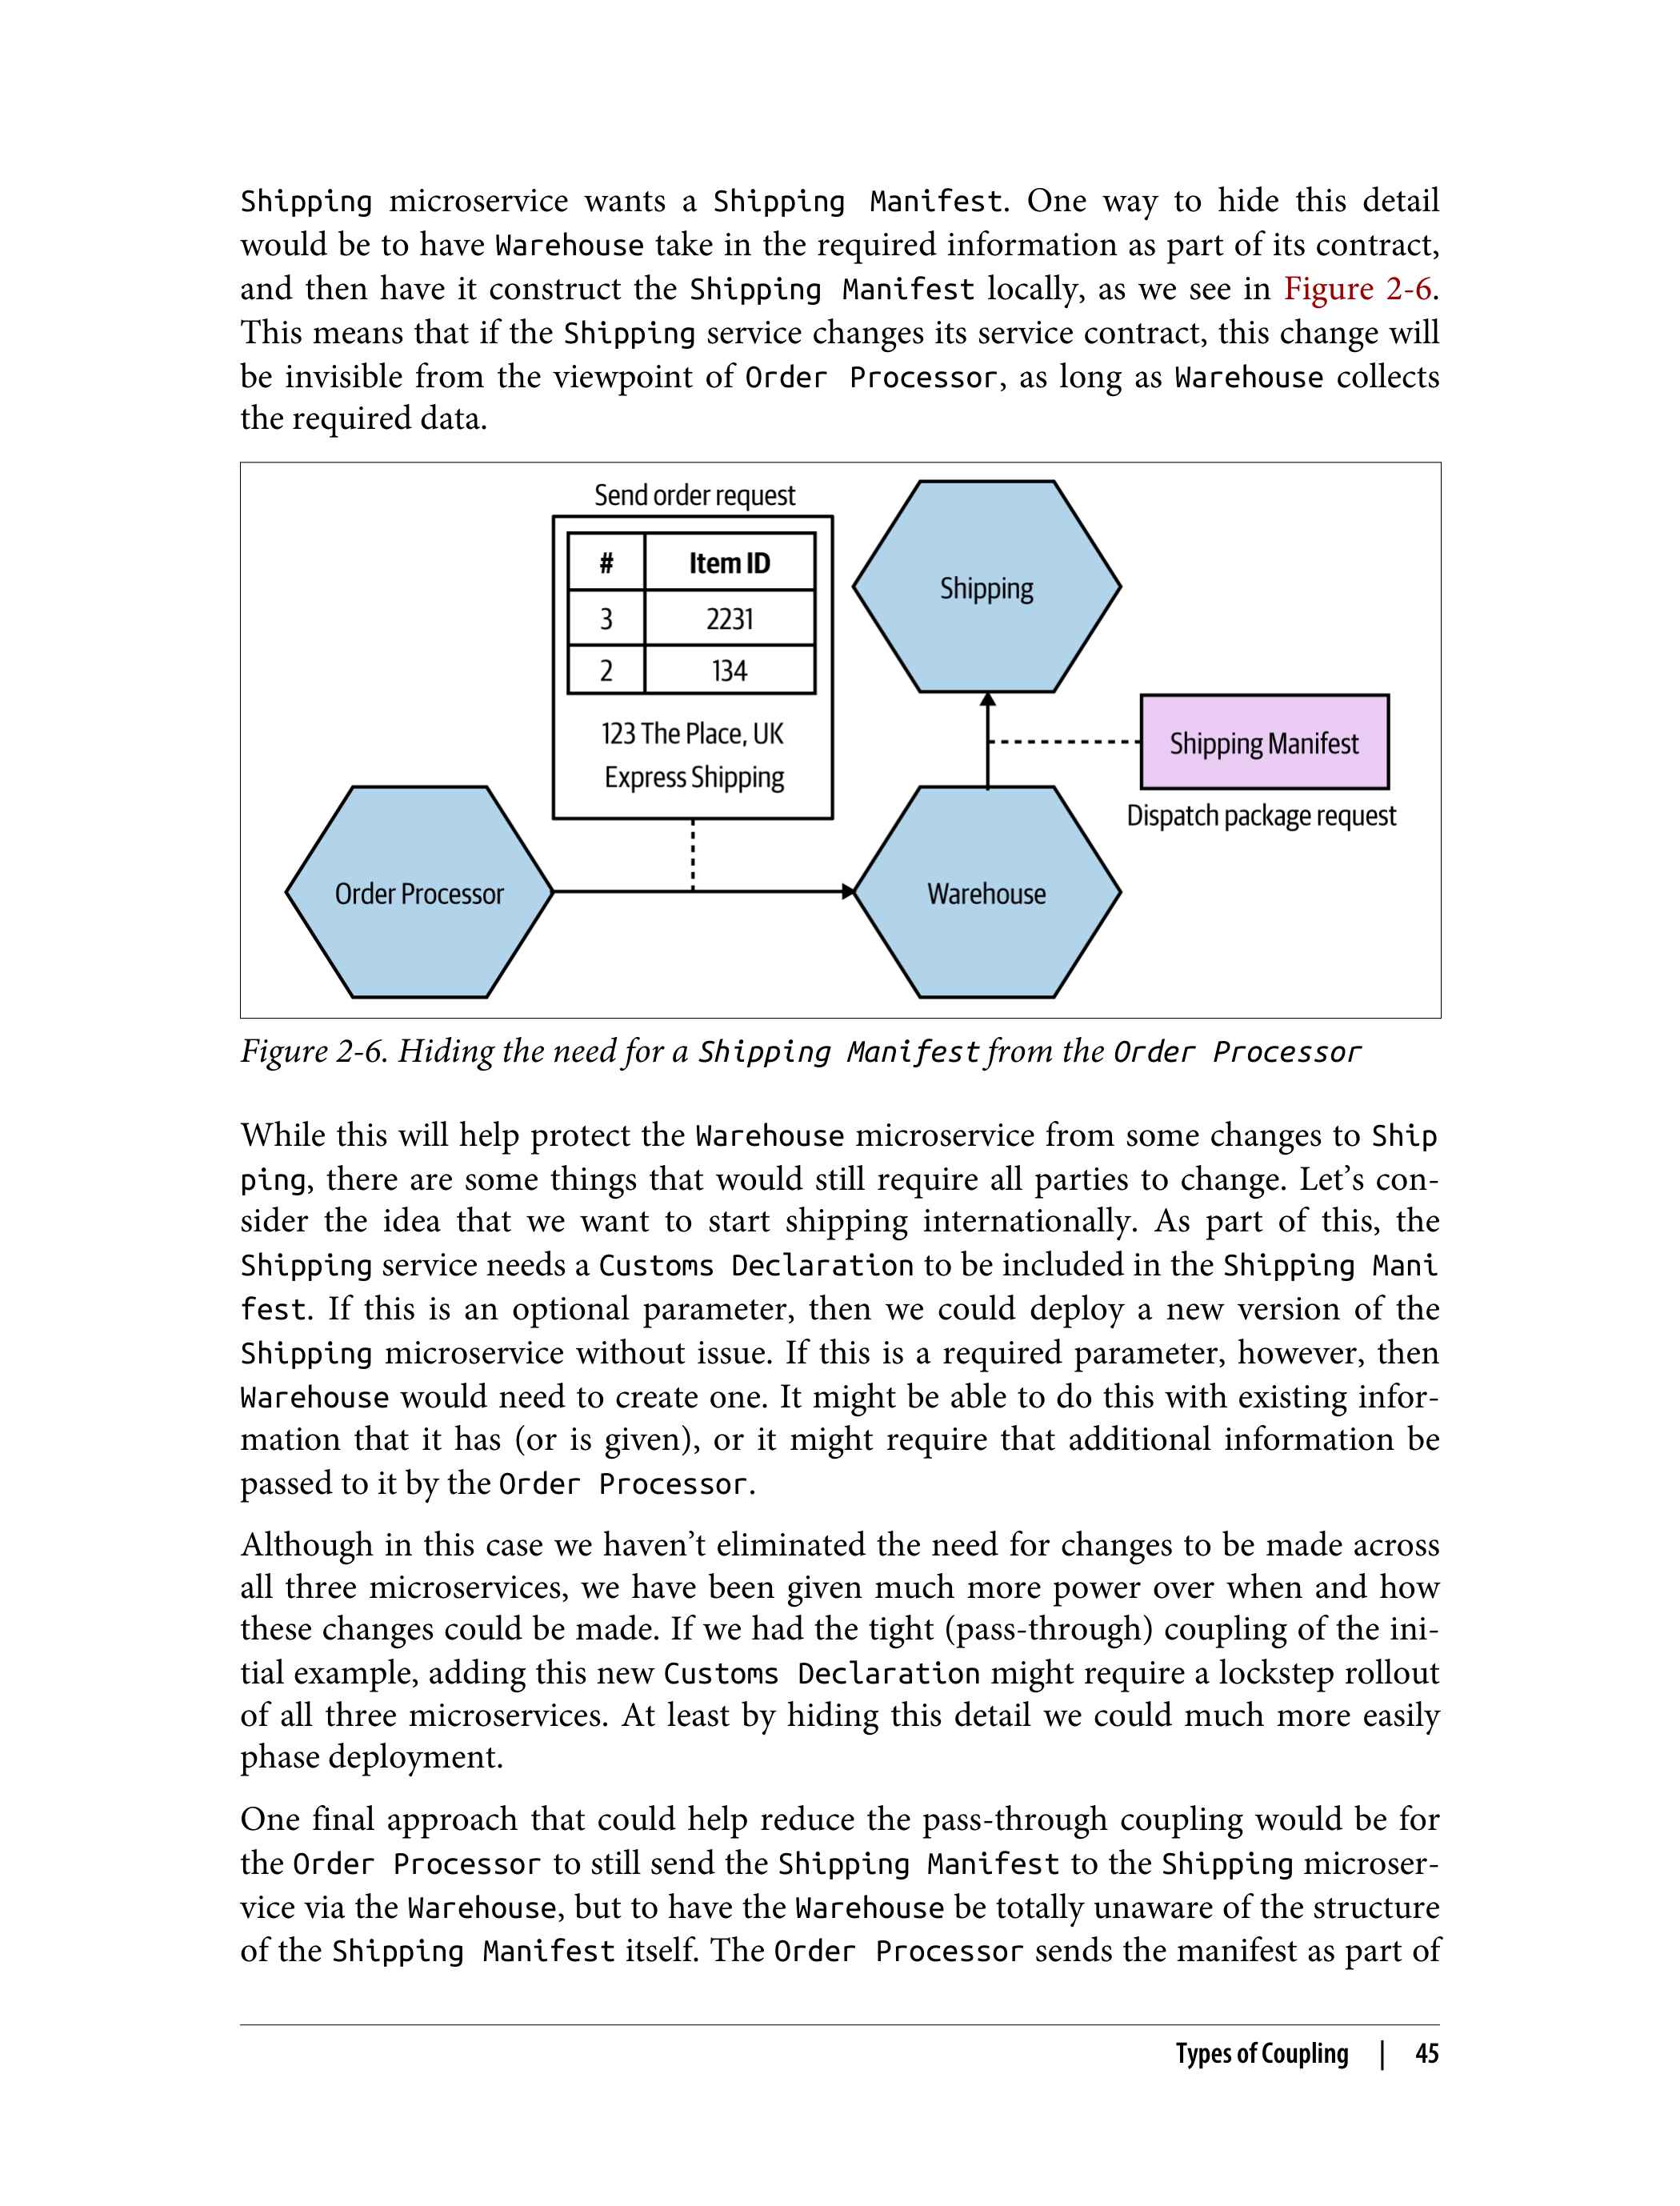 Shipping microservice wants a Shipping Manifest. One way to hide this detail
would be to have Warehouse take in the required information as part of its contract,
and then have it construct the Shipping Manifest locally, as we see in Figure 2-6.
This means that if the Shipping service changes its service contract, this change will
be invisible from the viewpoint of Order Processor, as long as Warehouse collects
the required data.
Send order request
# Item ID
3 2231
2 134
123 The Place, UK
Express Shipping
Shipping
Shipping Manifest
Dispatch package request
Order Processor
Warehouse
Figure 2-6. Hiding the need for a Shipping Manifest from the Order Processor
While this will help protect the Warehouse microservice from some changes to Ship
ping, there are some things that would still require all parties to change. Let’s con-
sider the idea that we want to start shipping internationally. As part of this, the
Shipping service needs a Customs Declaration to be included in the Shipping Mani
fest. If this is an optional parameter, then we could deploy a new version of the
Shipping microservice without issue. If this is a required parameter, however, then
Warehouse would need to create one. It might be able to do this with existing infor-
mation that it has (or is given), or it might require that additional information be
passed to it by the Order Processor.
Although in this case we haven’t eliminated the need for changes to be made across
all three microservices, we have been given much more power over when and how
these changes could be made. If we had the tight (pass-through) coupling of the ini-
tial example, adding this new Customs Declaration might require a lockstep rollout
of all three microservices. At least by hiding this detail we could much more easily
phase deployment.
One final approach that could help reduce the pass-through coupling would be for
the Order Processor to still send the Shipping Manifest to the Shipping microser-
vice via the Warehouse, but to have the Warehouse be totally unaware of the structure
of the Shipping Manifest itself. The Order Processor sends the manifest as part of
Types of Coupling | 45